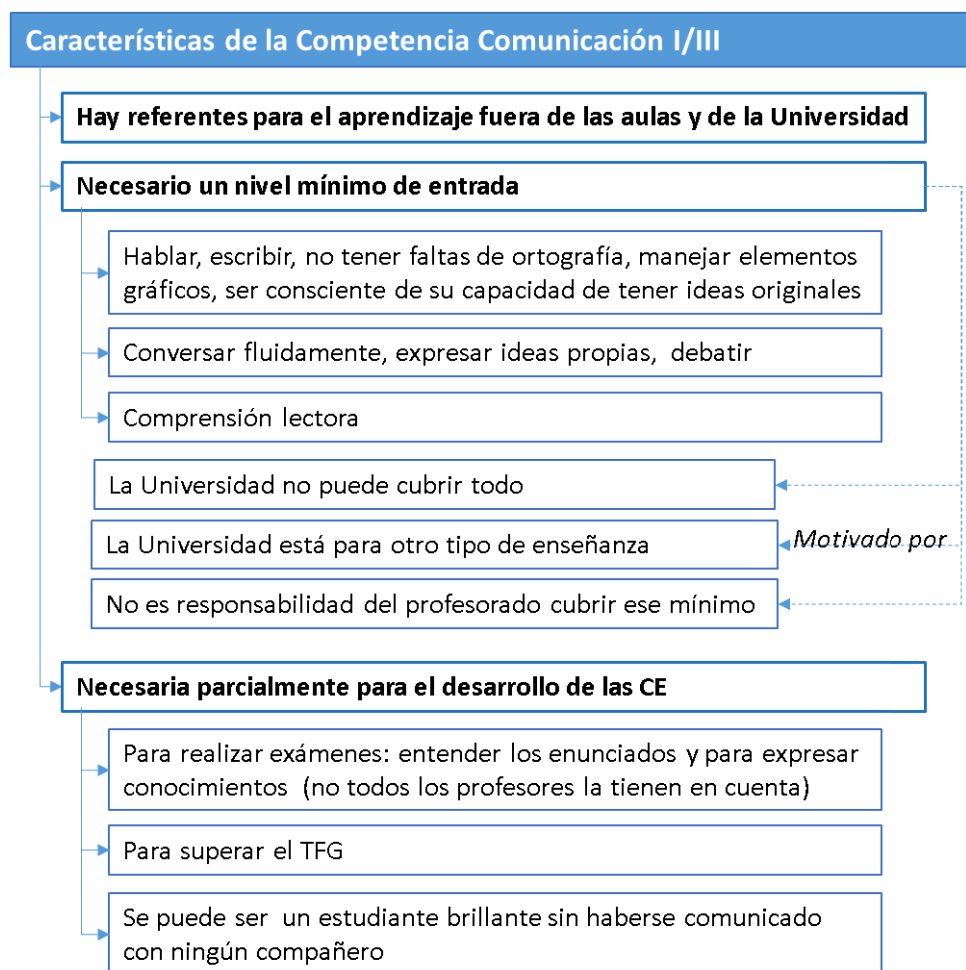 Características de la Competencia Comunicación I/III
Hay referentes para el aprendizaje fuera de las aulas y de la Universidad
Necesario un nivel mínimo de entrada
Hablar, escribir, no tener faltas de ortografía, manejar elementos
gráficos, ser consciente de su capacidad de tener ideas originales
Conversar fluidamente, expresar ideas propias, debatir
Comprensión lectora
La Universidad no puede cubrir todo
La Universidad está para otro tipo de enseñanza
Motivado por
No es responsabilidad del profesorado cubrir ese mínimo
Necesaria parcialmente para el desarrollo de las CE
Para realizar exámenes: entender los enunciados y para expresar
conocimientos (no todos los profesores la tienen en cuenta)
Para superar el TFG
Se puede ser un estudiante brillante sin haberse comunicado
con ningún compañero